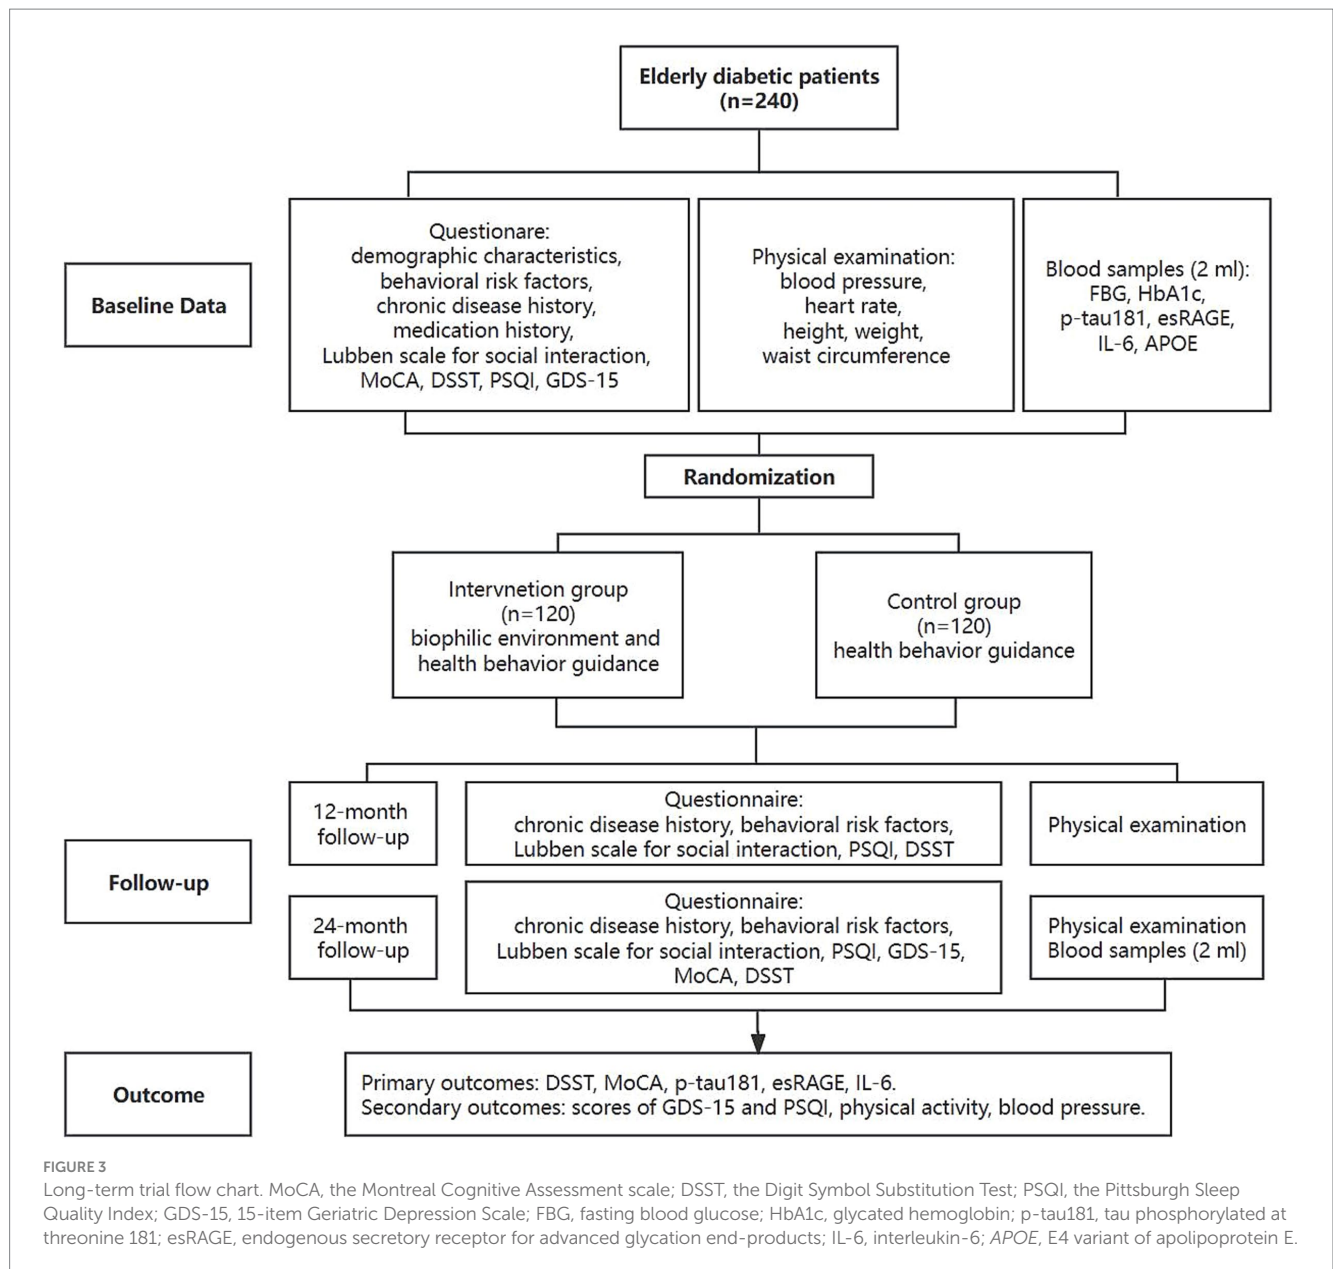 Elderly diabetic patients
(n=240)
Baseline Data
Questionare:
demographic characteristics,
behavioral risk factors,
chronic disease history,
medication history,
Lubben scale for social interaction,
MoCA, DSST, PSQI, GDS-15
Physical examination:
blood pressure,
heart rate,
height, weight,
waist circumference
Blood samples (2 ml):
FBG, HbA1c,
p-tau181, esRAGE,
IL-6, APOE
Randomization
Intervnetion group
(n=120)
biophilic environment and
health behavior guidance
Control group
(n=120)
health behavior guidance
Follow-up
12-month
follow-up
Questionnaire:
chronic disease history, behavioral risk factors,
Lubben scale for social interaction, PSQI, DSST
Physical examination
24-month
follow-up
Questionnaire:
chronic disease history, behavioral risk factors,
Lubben scale for social interaction, PSQI, GDS-15,
MoCA, DSST
Physical examination
Blood samples (2 ml)
Outcome
Primary outcomes: DSST, MoCA, p-tau181, esRAGE, IL-6.
Secondary outcomes: scores of GDS-15 and PSQI, physical activity, blood pressure.
FIGURE 3
Long-term trial flow chart. MoCA, the Montreal Cognitive Assessment scale; DSST, the Digit Symbol Substitution Test; PSQI, the Pittsburgh Sleep
Quality Index; GDS-15, 15-item Geriatric Depression Scale; FBG, fasting blood glucose; HbA1c, glycated hemoglobin; p-tau181, tau phosphorylated at
threonine 181; esRAGE, endogenous secretory receptor for advanced glycation end-products; IL-6, interleukin-6; APOE, E4 variant of apolipoprotein E.